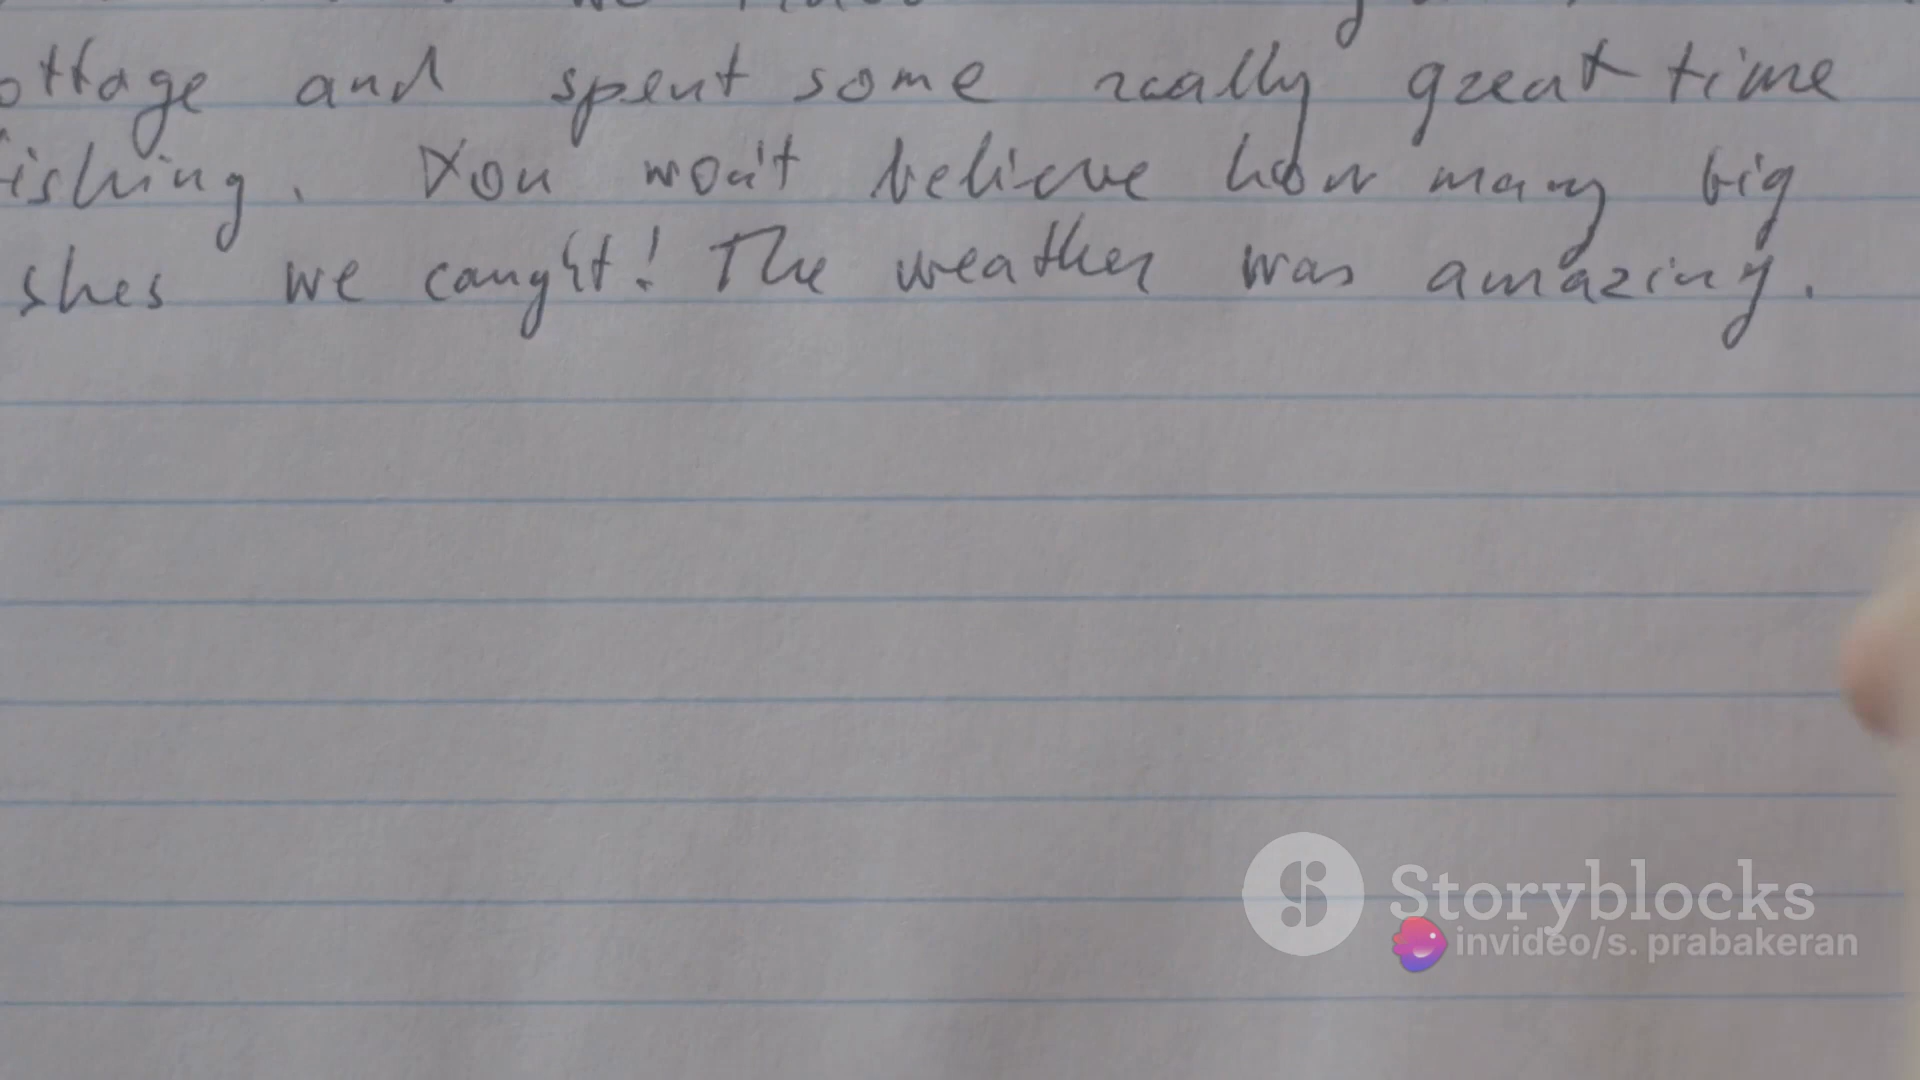 we
ottage and spent some really great time
ishing. You won't believe how many big
shes we caught! The weather was amazing.
Storyblocks
invideo/s. prabakeran